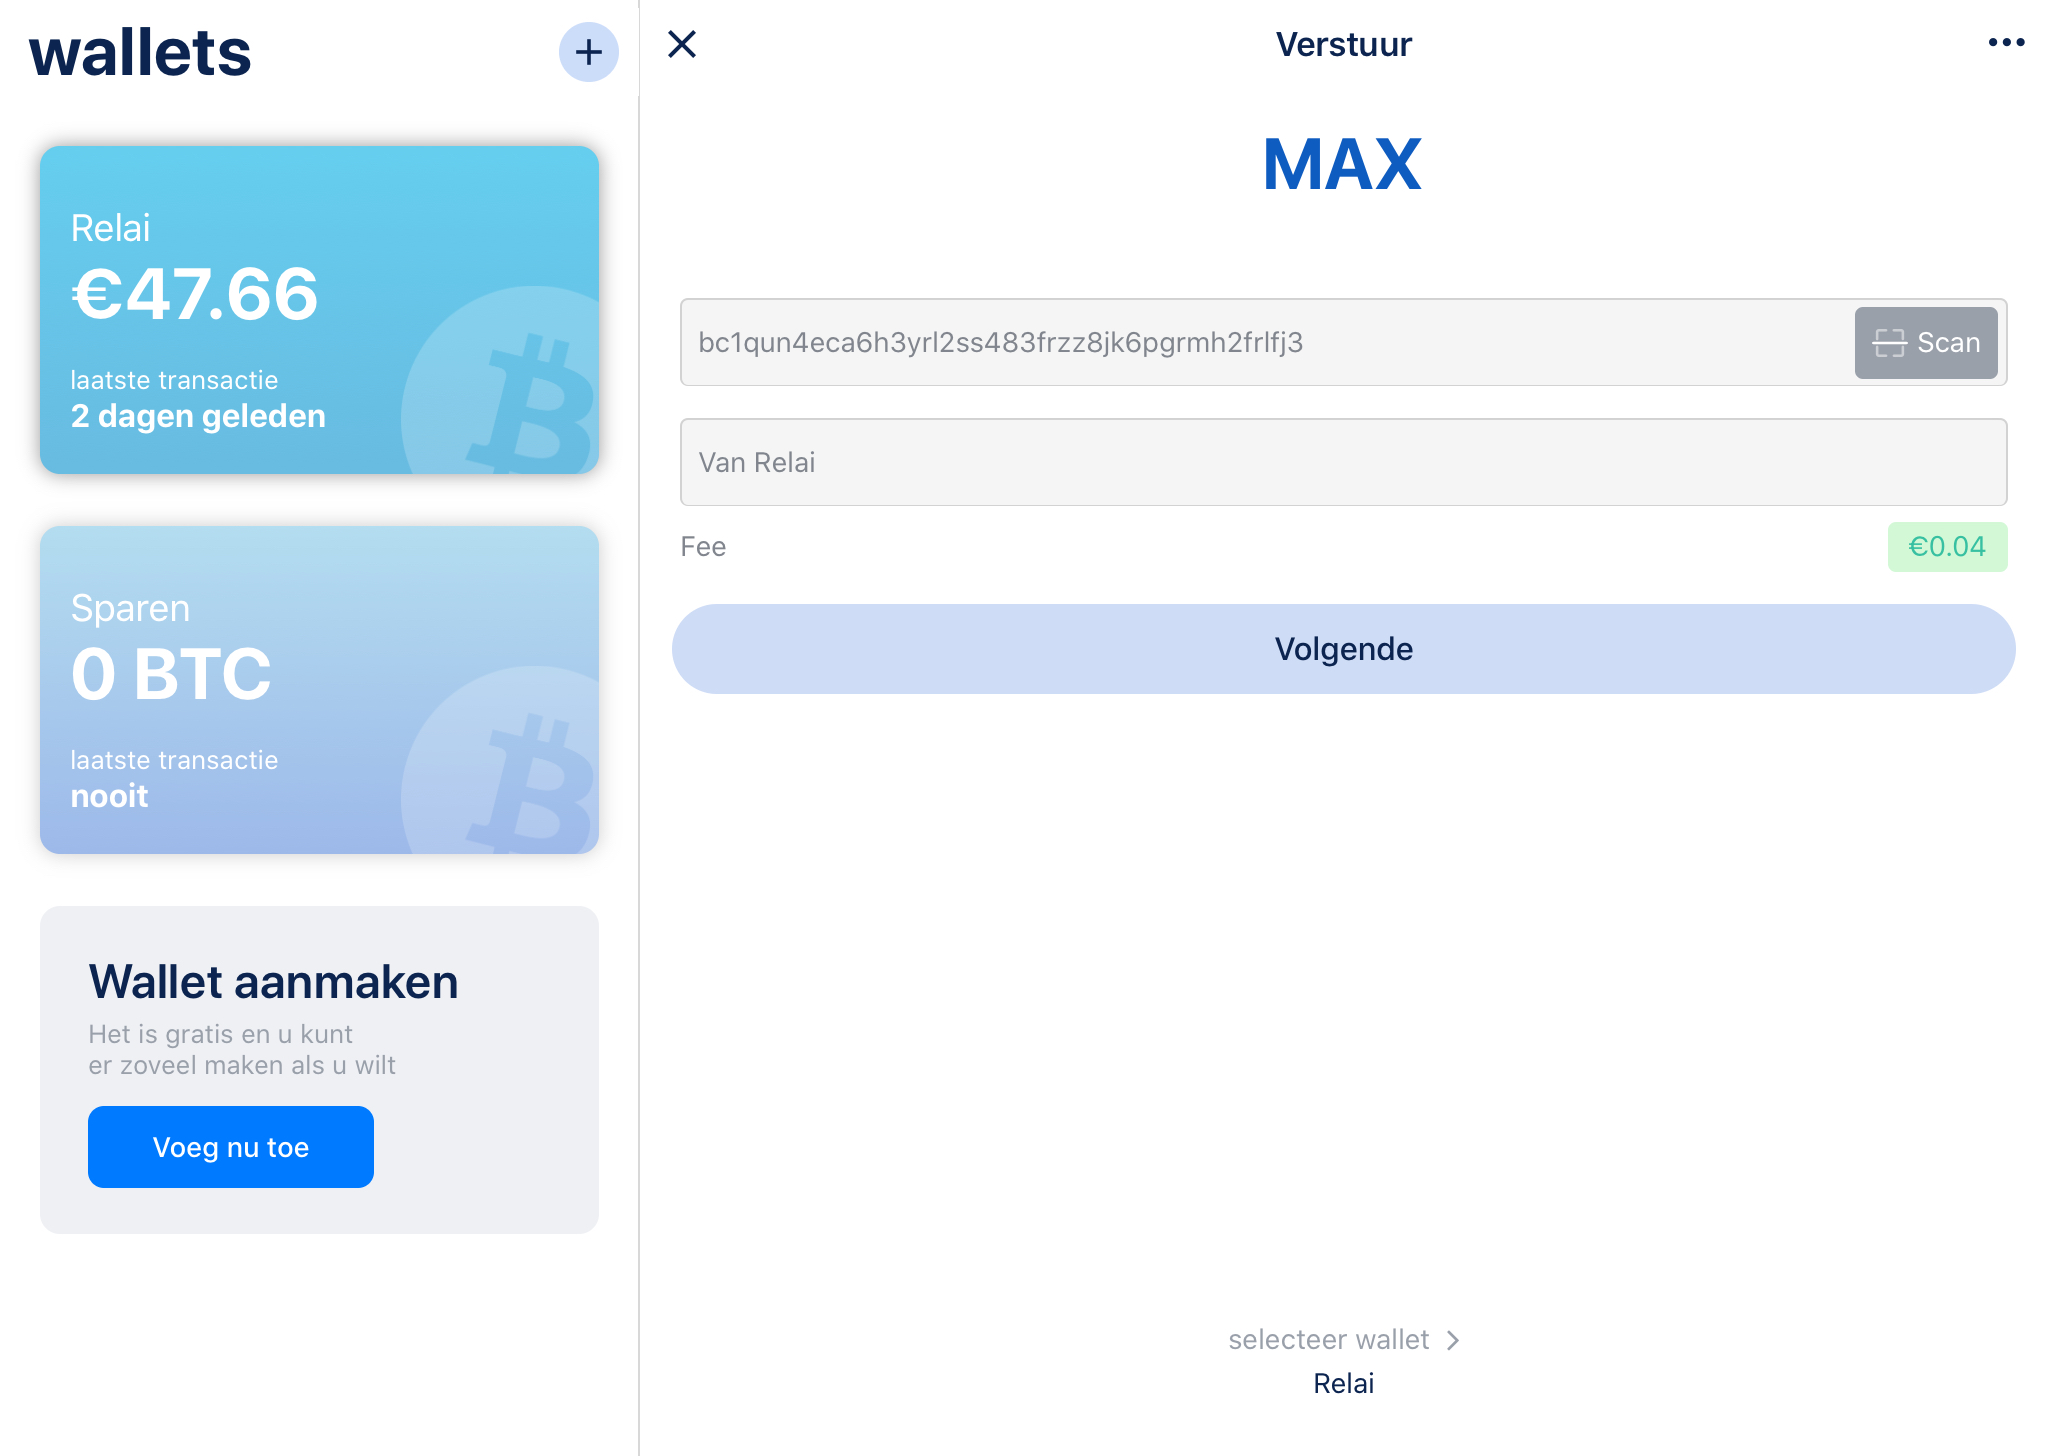 wallets
Relai
€47.66
laatste transactie
2 dagen geleden
Sparen
0 BTC
laatste transactie
nooit
Wallet aanmaken
Het is gratis en u kunt
er zoveel maken als u wilt
Voeg nu toe
Verstuur
MAX
bc1qun4eca6h3yrl2ss483frzz8jk6pgrmh2frlfj3
Scan
Van Relai
Fee
€0.04
Volgende
selecteer wallet
Relai